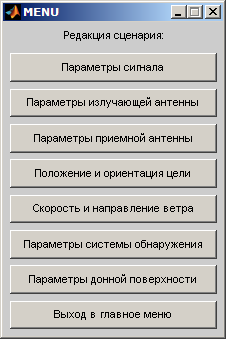 MENU
Редакция сценария:
Параметры сигнала
Параметры излучающей антенны
Параметры приемной антенны
Положение и ориентация цели
Скорость и направление ветра
Параметры системы обнаружения
Параметры донной поверхности
Выход в главное меню